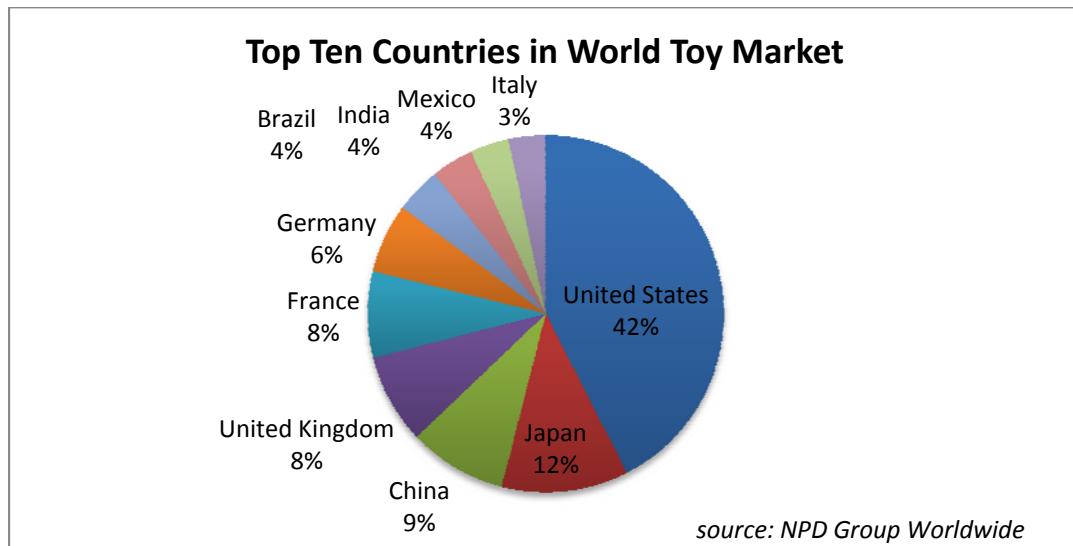 Top Ten Countries in World Toy Market
United States
42%
Japan
12%
China
9%
United Kingdom
8%
France
8%
Germany
6%
Brazil
4%
India
4%
Mexico
4%
Italy
3%
source: NPD Group Worldwide